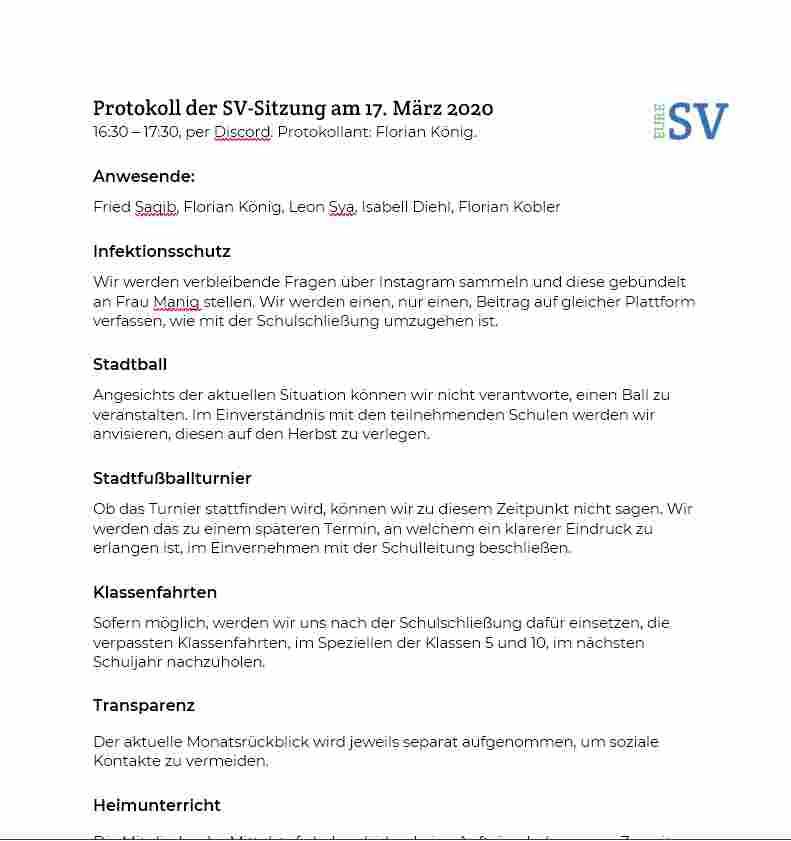 Protokoll der SV-Sitzung am 17. März 2020
16:30 – 17:30, per Discord. Protokollant: Florian König.
EURE SV
Anwesende:
Fried Saqib, Florian König, Leon Sya, Isabell Diehl, Florian Kobler
Infektionsschutz
Wir werden verbleibende Fragen über Instagram sammeln und diese gebündelt
an Frau Maniq stellen. Wir werden einen, nur einen, Beitrag auf gleicher Plattform
verfassen, wie mit der Schulschließung umzugehen ist.
Stadtball
Angesichts der aktuellen Situation können wir nicht verantworte, einen Ball zu
veranstalten. Im Einverständnis mit den teilnehmenden Schulen werden wir
anvisieren, diesen auf den Herbst zu verlegen.
Stadtfußballturnier
Ob das Turnier stattfinden wird, können wir zu diesem Zeitpunkt nicht sagen. Wir
werden das zu einem späteren Termin, an welchem ein klarerer Eindruck zu
erlangen ist, im Einvernehmen mit der Schulleitung beschließen.
Klassenfahrten
Sofern möglich, werden wir uns nach der Schulschließung dafür einsetzen, die
verpassten Klassenfahrten, im Speziellen der Klassen 5 und 10, im nächsten
Schuljahr nachzuholen.
Transparenz
Der aktuelle Monatsrückblick wird jeweils separat aufgenommen, um soziale
Kontakte zu vermeiden.
Heimunterricht